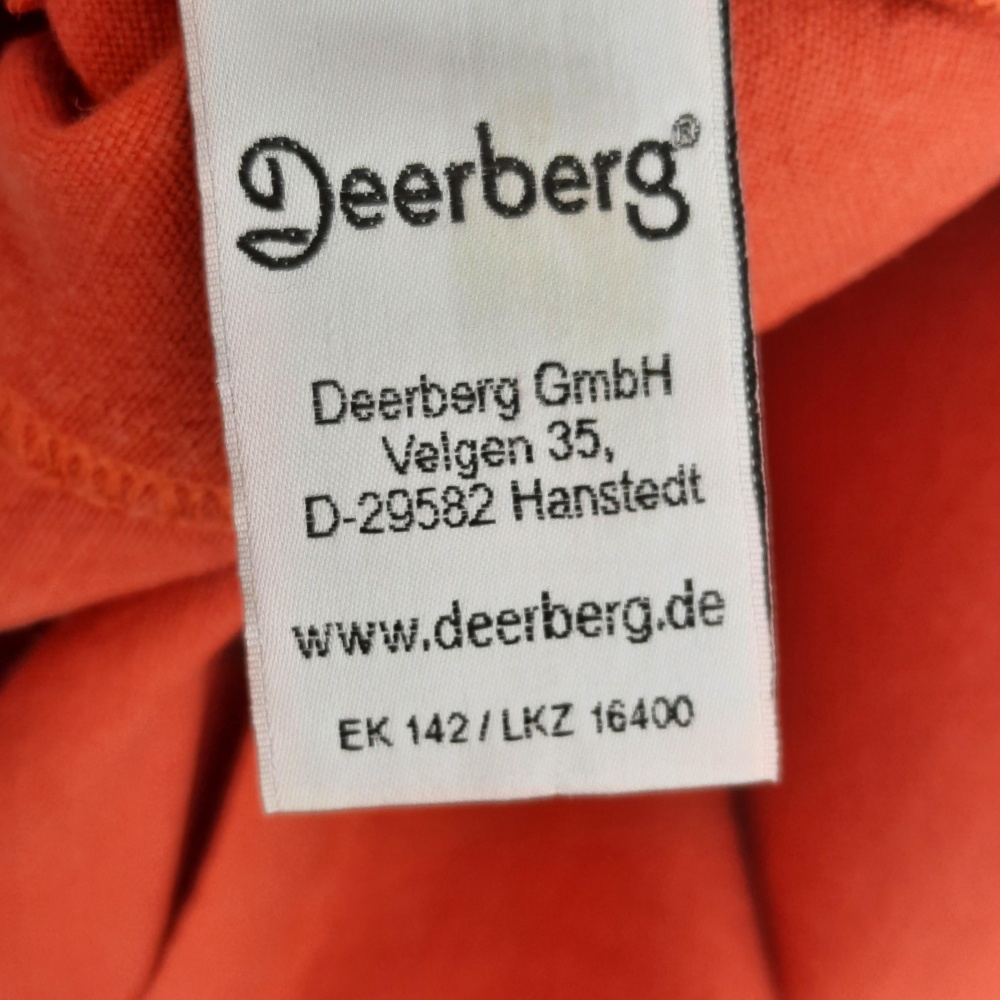 Deerberg®
Deerberg GmbH
Velgen 35,
D-29582 Hanstedt
www.deerberg.de
EK 142 / LKZ 16400